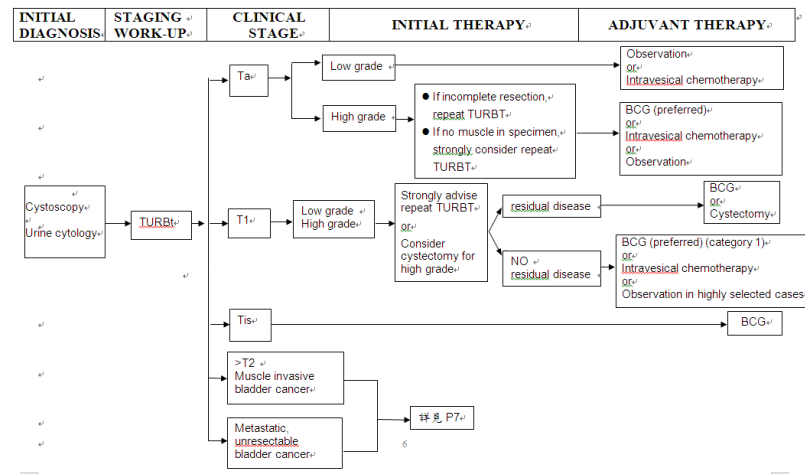 INITIAL DIAGNOSIS
STAGING WORK-UP
CLINICAL STAGE
INITIAL THERAPY
ADJUVANT THERAPY
Cystoscopy
Urine cytology
TURBt
Ta
Low grade
Observation
or
Intravesical chemotherapy
High grade
● If incomplete resection,
repeat TURBT
● If no muscle in specimen,
strongly consider repeat
TURBT
BCG (preferred)
or
Intravesical chemotherapy
or
Observation
T1
Low grade
High grade
Strongly advise
repeat TURBT
or
Consider
cystectomy for
high grade
residual disease
BCG
or
Cystectomy
NO
residual disease
BCG (preferred) (category 1)
or
Intravesical chemotherapy
or
Observation in highly selected cases
Tis
BCG
>T2
Muscle invasive
bladder cancer
Metastatic,
unresectable
bladder cancer
詳見 P7
6